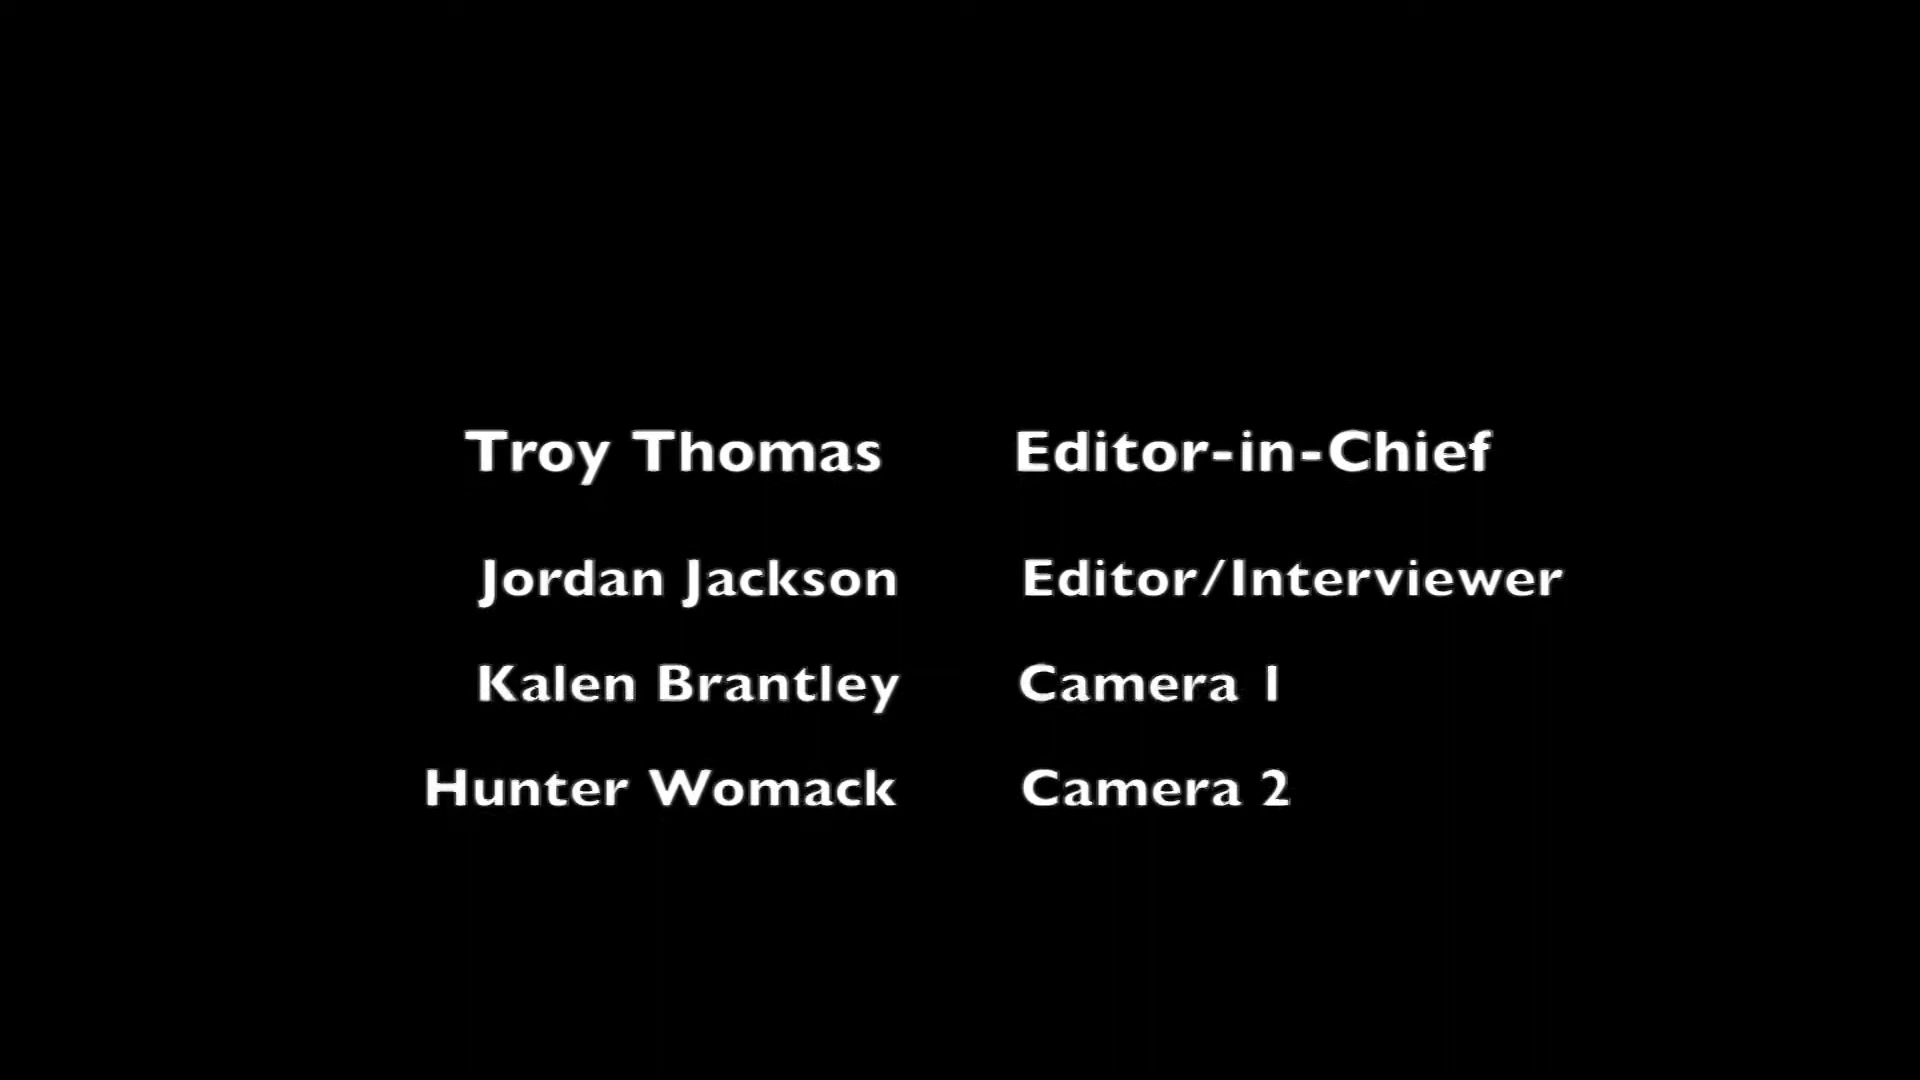 Troy Thomas Editor-in-Chief
Jordan Jackson Editor/Interviewer
Kalen Brantley Camera 1
Hunter Womack Camera 2